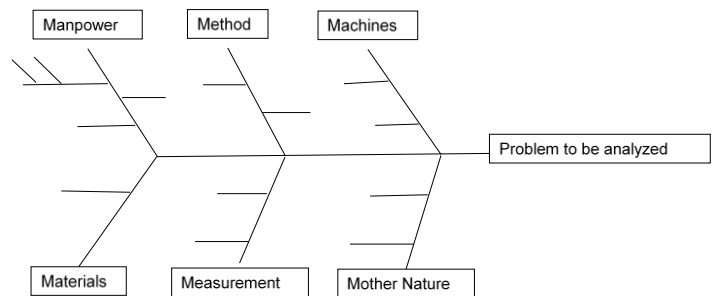 Manpower
Method
Machines
Problem to be analyzed
Materials
Measurement
Mother Nature